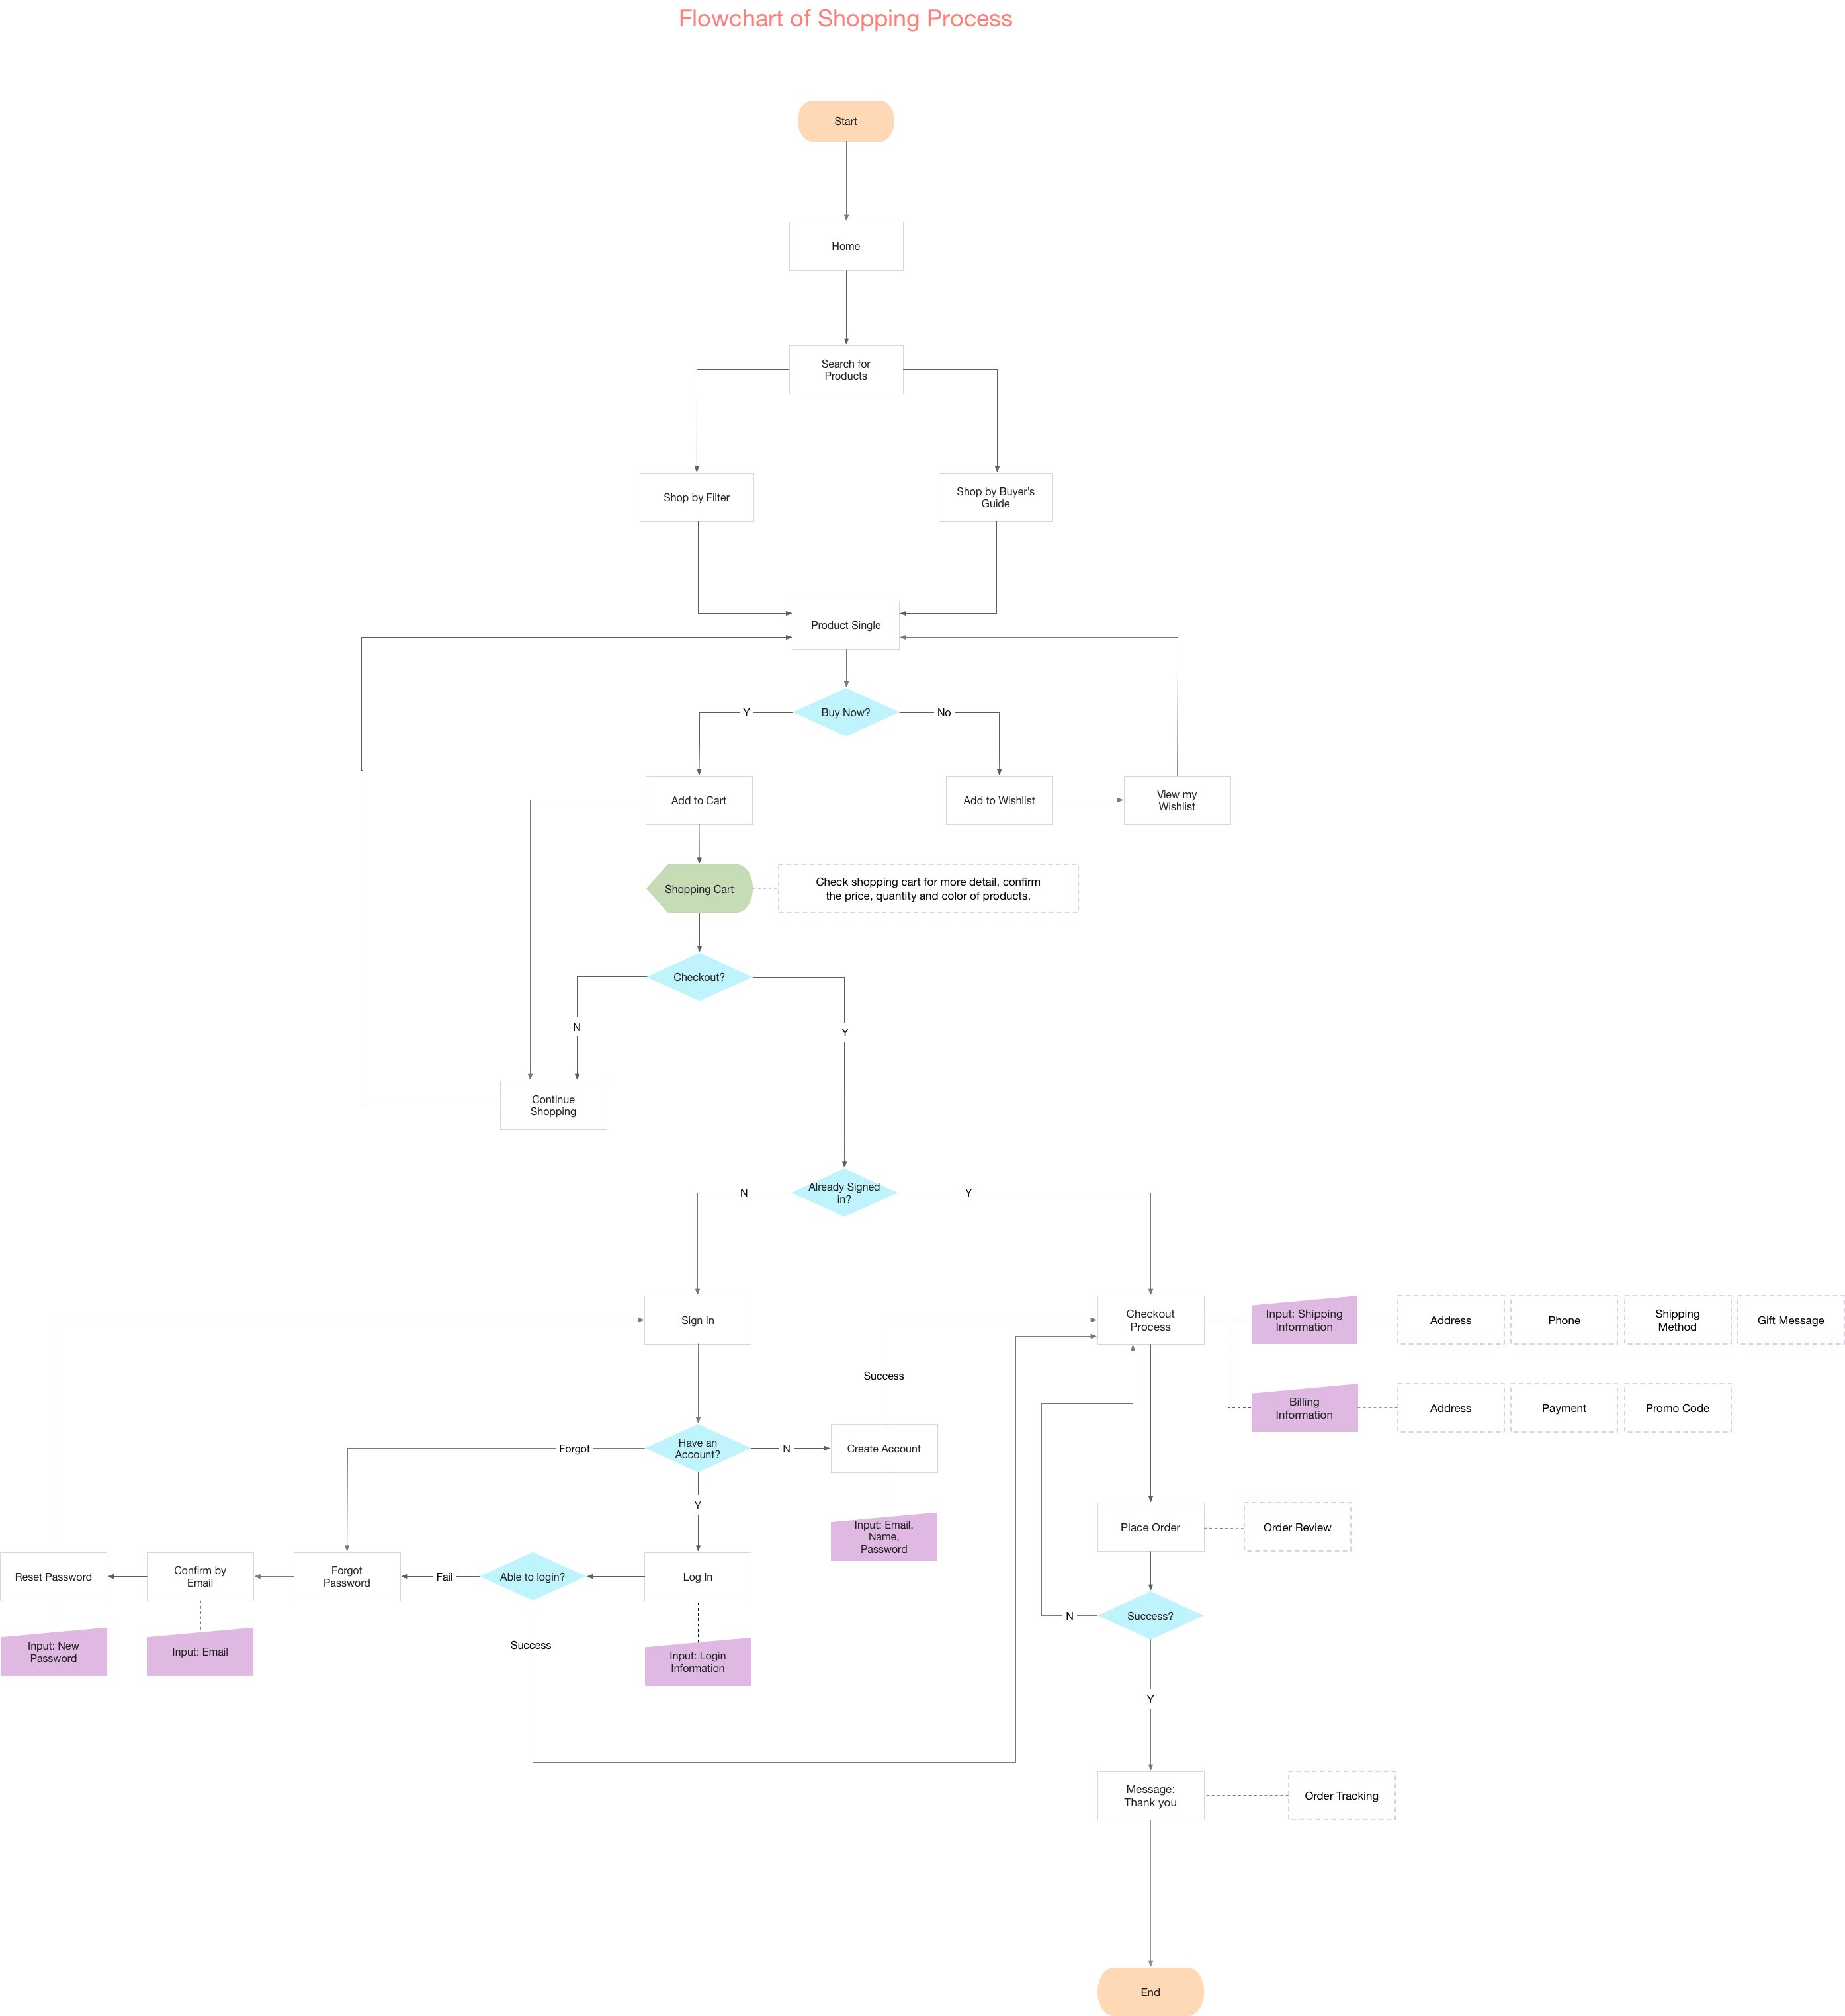 Flowchart of Shopping Process
Start
Home
Search for
Products
Shop by Filter
Shop by Buyer’s
Guide
Product Single
Buy Now?
Y
No
Add to Cart
Add to Wishlist
View my
Wishlist
Shopping Cart
Check shopping cart for more detail, confirm
the price, quantity and color of products.
Checkout?
N
Y
Continue
Shopping
Already Signed
in?
N
Y
Sign In
Checkout
Process
Input: Shipping
Information
Address
Phone
Shipping
Method
Gift Message
Success
Billing
Information
Address
Payment
Promo Code
Forgot
Have an
Account?
N
Create Account
Y
Input: Email,
Name,
Password
Place Order
Order Review
Reset Password
Confirm by
Email
Forgot
Password
Fail
Able to login?
Log In
Success?
N
Input: New
Password
Input: Email
Success
Input: Login
Information
Y
Message:
Thank you
Order Tracking
End